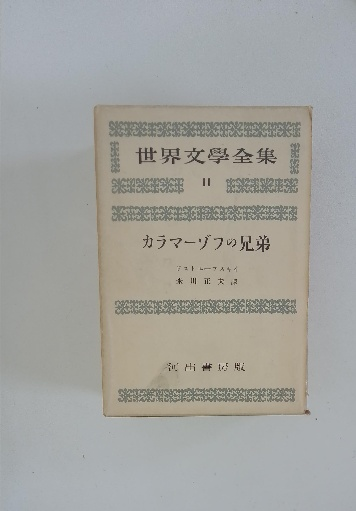 世界文學全集
11
カラマーゾフの兄弟
ドストエーフスキイ
米川正夫譯
河出書房版